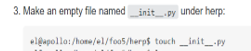 3. Make an empty file named __init__.py under herp:
el@apollo:/home/el/foo5/herp$ touch __init__.py